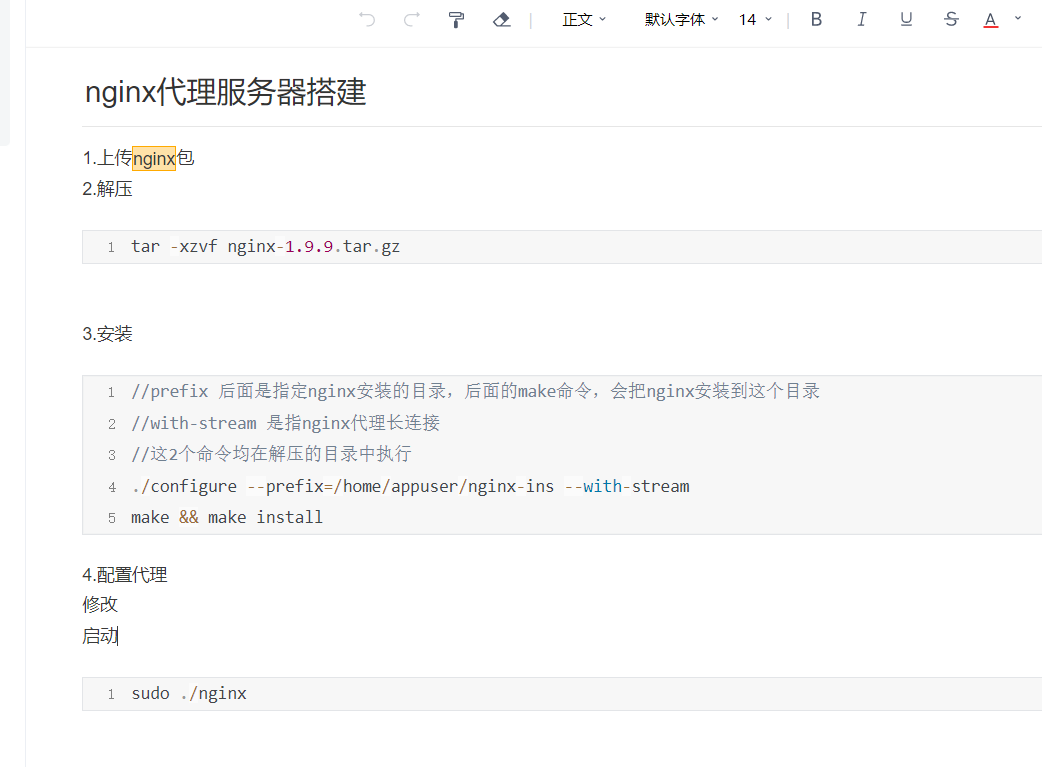 正文 默认字体 14 B I U S A
nginx代理服务器搭建
1.上传nginx包
2.解压
1 tar -xzvf nginx-1.9.9.tar.gz
3.安装
1 //prefix 后面是指定nginx安装的目录，后面的make命令，会把nginx安装到这个目录
2 //with-stream 是指nginx代理长连接
3 //这2个命令均在解压的目录中执行
4 ./configure --prefix=/home/appuser/nginx-ins --with-stream
5 make && make install
4.配置代理
修改
启动
1 sudo ./nginx